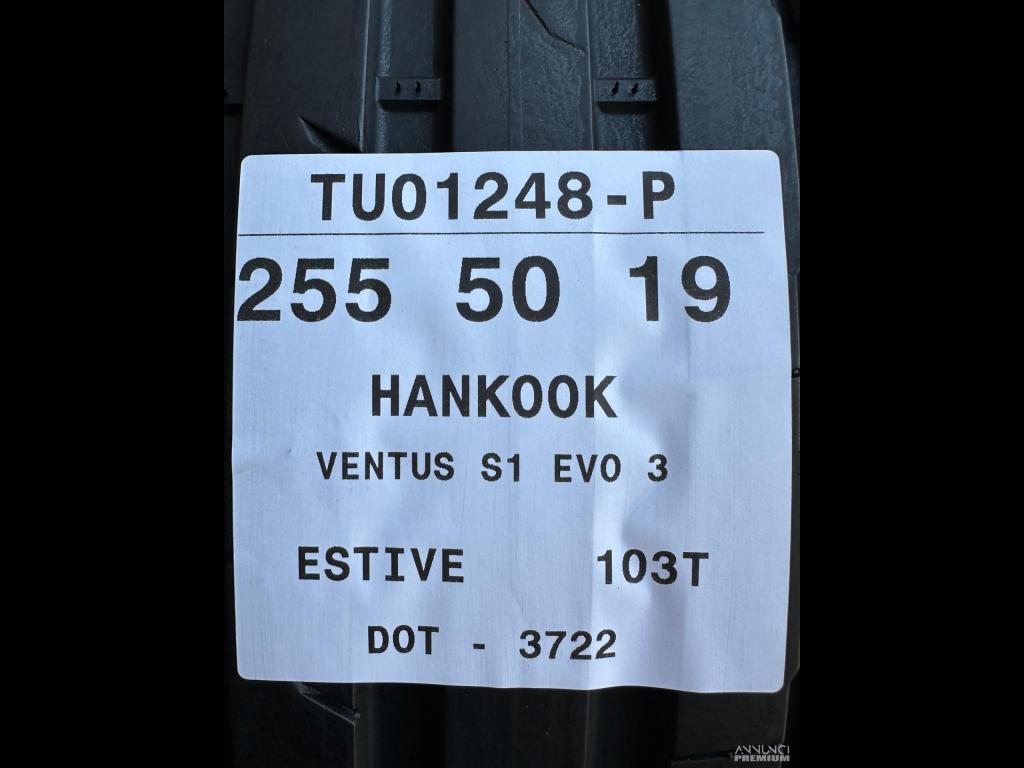 TU01248-P
255 50 19
HANKOOK
VENTUS S1 EVO 3
ESTIVE 103T
DOT - 3722
ANNUNCI
PREMIUM